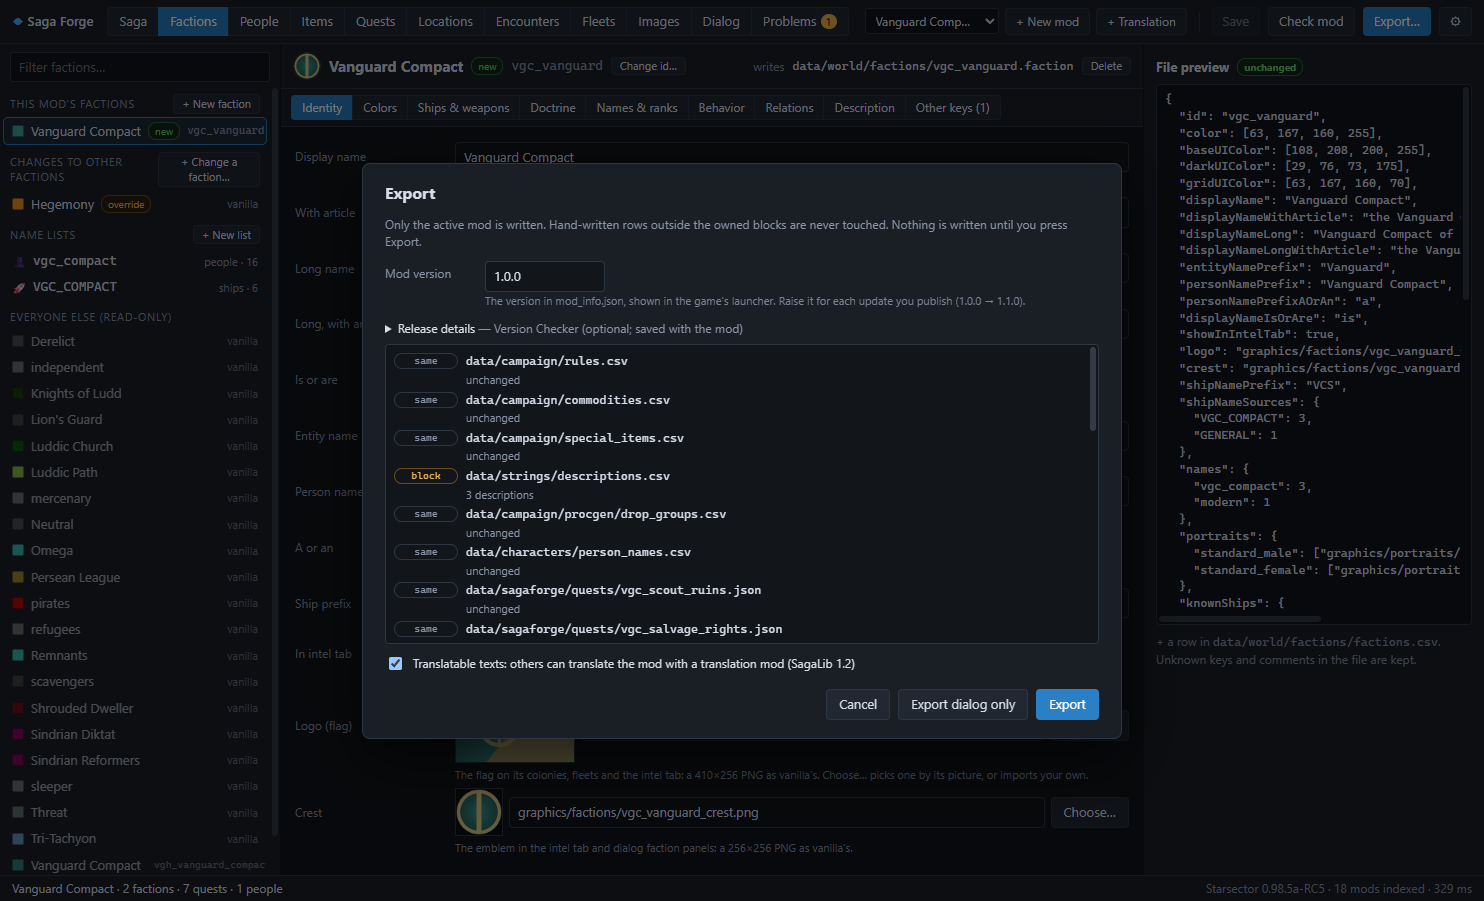 Saga Forge
Saga
Factions
People
Items
Quests
Locations
Encounters
Fleets
Images
Dialog
Problems 1
Vanguard Comp...
+ New mod
+ Translation
Save
Check mod
Export...
Filter factions...
THIS MOD'S FACTIONS
+ New faction
Vanguard Compact new vgc_vanguard
CHANGES TO OTHER
FACTIONS
+ Change a
faction...
Hegemony override vanilla
NAME LISTS
+ New list
vgc_compact people · 16
VGC_COMPACT ships · 6
EVERYONE ELSE (READ-ONLY)
Derelict vanilla
independent vanilla
Knights of Ludd vanilla
Lion's Guard vanilla
Luddic Church vanilla
Luddic Path vanilla
mercenary vanilla
Neutral vanilla
Omega vanilla
Persean League vanilla
pirates vanilla
refugees vanilla
Remnants vanilla
scavengers vanilla
Shrouded Dweller vanilla
Sindrian Diktat vanilla
Sindrian Reformers vanilla
sleeper vanilla
Threat vanilla
Tri-Tachyon vanilla
Vanguard Compact vgh_vanguard_compac
Vanguard Compact new vgc_vanguard Change id...
writes data/world/factions/vgc_vanguard.faction Delete
Identity
Colors
Ships & weapons
Doctrine
Names & ranks
Behavior
Relations
Description
Other keys (1)
Display name
Vanguard Compact
With article
Long name
Long, with ar
Is or are
Entity name
Person name
A or an
Ship prefix
In intel tab
Logo (flag)
The flag on its colonies, fleets and the intel tab: a 410×256 PNG as vanilla's. Choose... picks one by its picture, or imports your own.
Crest
graphics/factions/vgc_vanguard_crest.png
Choose...
The emblem in the intel tab and dialog faction panels: a 256×256 PNG as vanilla's.
Export
Only the active mod is written. Hand-written rows outside the owned blocks are never touched. Nothing is written until you press
Export.
Mod version
1.0.0
The version in mod_info.json, shown in the game's launcher. Raise it for each update you publish (1.0.0 → 1.1.0).
Release details — Version Checker (optional; saved with the mod)
same data/campaign/rules.csv
unchanged
same data/campaign/commodities.csv
unchanged
same data/campaign/special_items.csv
unchanged
block data/strings/descriptions.csv
3 descriptions
same data/campaign/procgen/drop_groups.csv
unchanged
same data/characters/person_names.csv
unchanged
same data/sagaforge/quests/vgc_scout_ruins.json
unchanged
same data/sagaforge/quests/vgc_salvage_rights.json
Translatable texts: others can translate the mod with a translation mod (SagaLib 1.2)
Cancel
Export dialog only
Export
File preview unchanged
{
"id": "vgc_vanguard",
"color": [63, 167, 160, 255],
"baseUIColor": [108, 208, 200, 255],
"darkUIColor": [29, 76, 73, 175],
"gridUIColor": [63, 167, 160, 70],
"displayName": "Vanguard Compact",
"displayNameWithArticle": "the Vanguard
"displayNameLong": "Vanguard Compact of
"displayNameLongWithArticle": "the Vangu
"entityNamePrefix": "Vanguard",
"personNamePrefix": "Vanguard Compact",
"personNamePrefixAOrAn": "a",
"displayNameIsOrAre": "is",
"showInIntelTab": true,
"logo": "graphics/factions/vgc_vanguard_
"crest": "graphics/factions/vgc_vanguard
"shipNamePrefix": "VCS",
"shipNameSources": {
"VGC_COMPACT": 3,
"GENERAL": 1
},
"names": {
"vgc_compact": 3,
"modern": 1
},
"portraits": {
"standard_male": ["graphics/portraits/
"standard_female": ["graphics/portrait
},
"knownShips": {
+ a row in data/world/factions/factions.csv.
Unknown keys and comments in the file are kept.
Vanguard Compact · 2 factions · 7 quests · 1 people
Starsector 0.98.5a-RC5 · 18 mods indexed · 329 ms